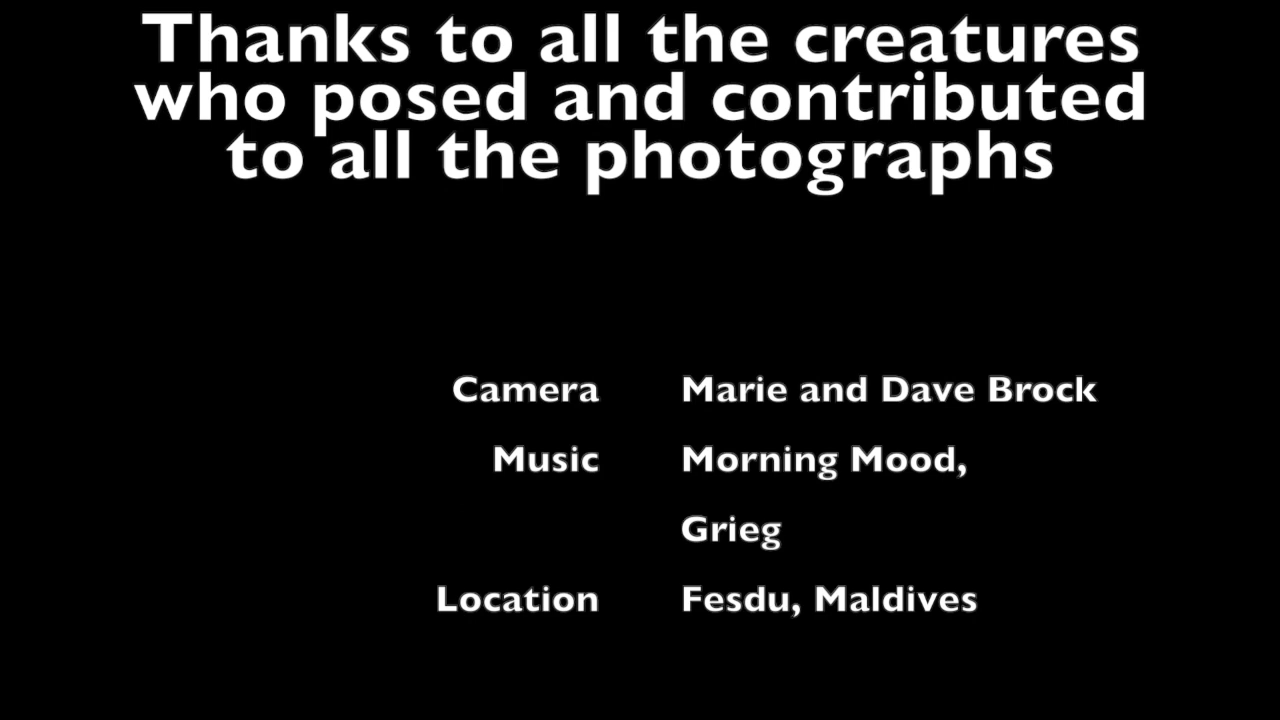 Thanks to all the creatures
who posed and contributed
to all the photographs
Camera Marie and Dave Brock
Music Morning Mood,
Grieg
Location Fesdu, Maldives